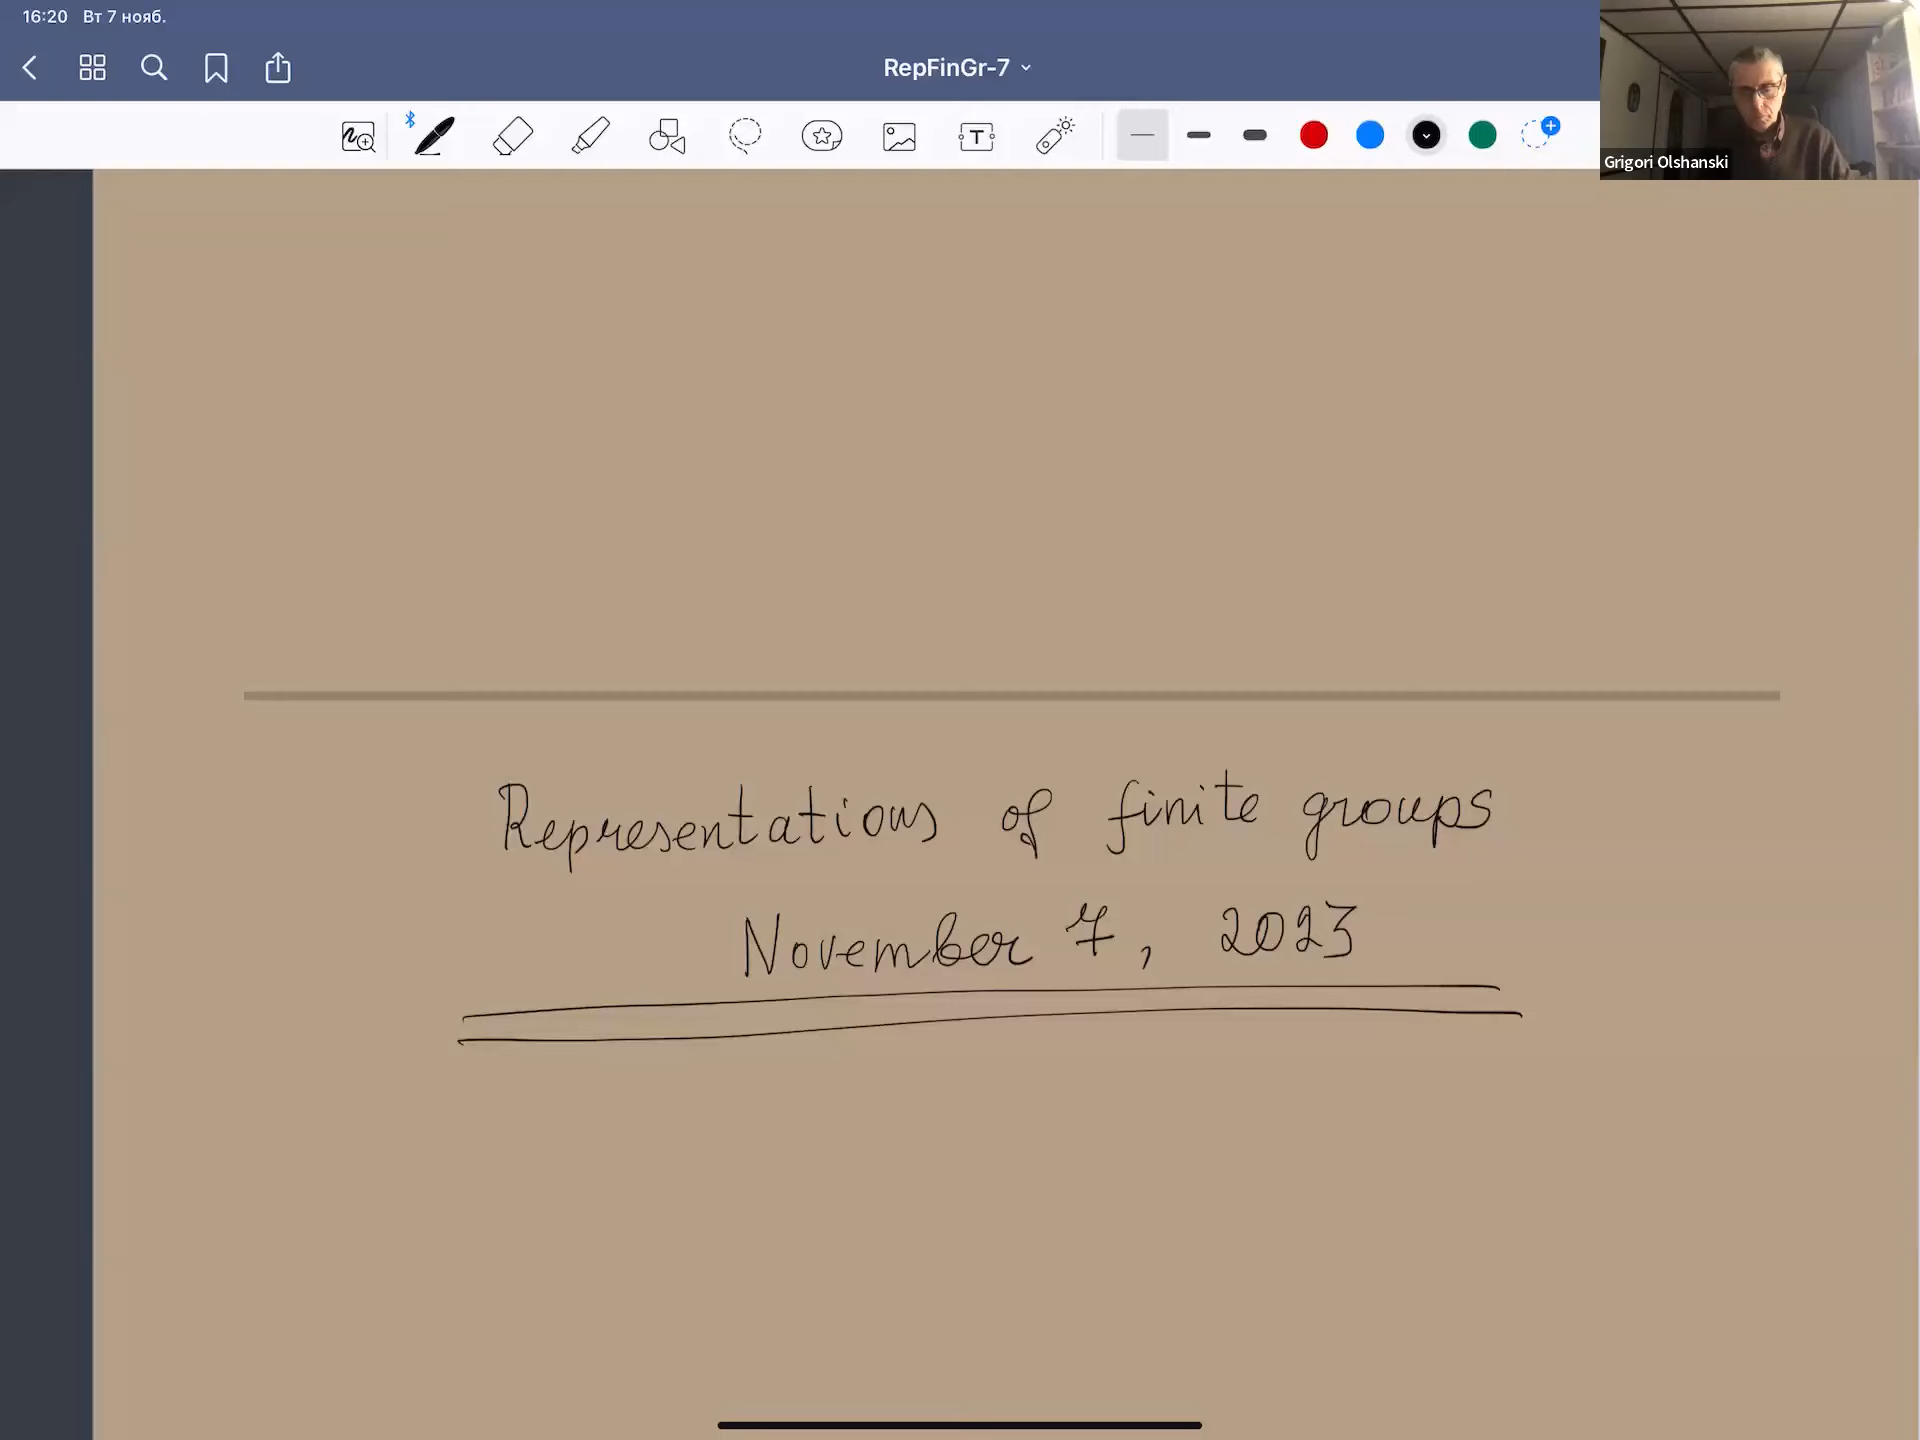 16:20 Вт 7 нояб.
RepFinGr-7
T
Grigori Olshanski
Representations of finite groups
November 7, 2023